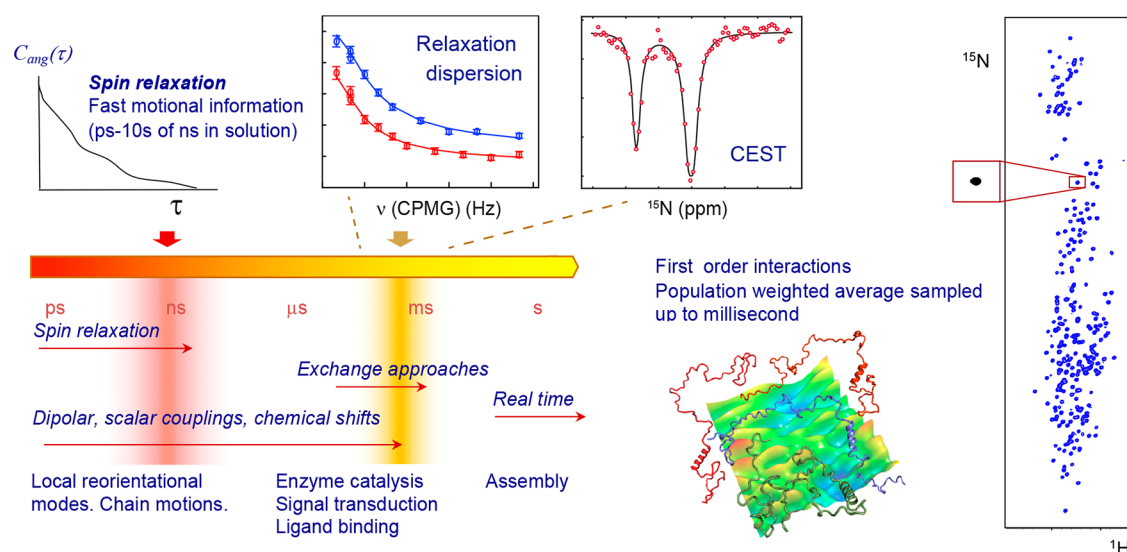 C_ang(τ)
Spin relaxation
Fast motional information
(ps-10s of ns in solution)
τ
Relaxation
dispersion
ν (CPMG) (Hz)
CEST
¹⁵N (ppm)
¹⁵N
ps
ns
μs
ms
s
Spin relaxation
Exchange approaches
Real time
Dipolar, scalar couplings, chemical shifts
Local reorientational
modes. Chain motions.
Enzyme catalysis
Signal transduction
Ligand binding
Assembly
First order interactions
Population weighted average sampled
up to millisecond
¹H